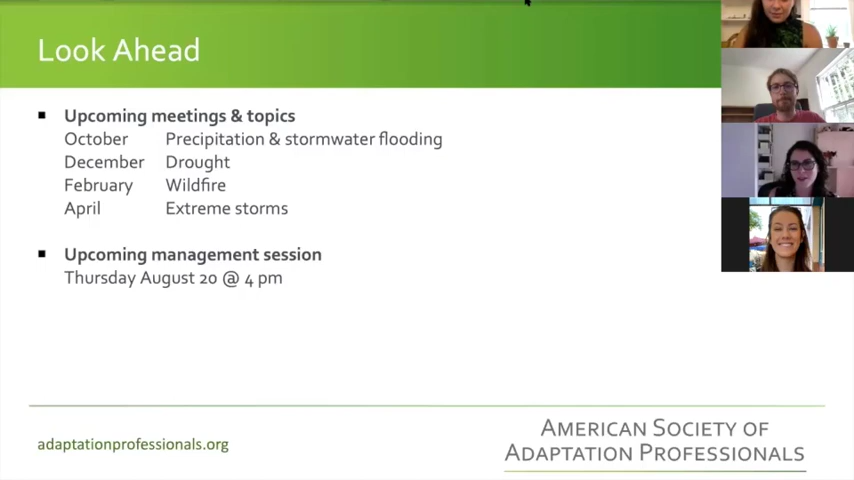 Look Ahead
▪ Upcoming meetings & topics
October Precipitation & stormwater flooding
December Drought
February Wildfire
April Extreme storms
▪ Upcoming management session
Thursday August 20 @ 4 pm
adaptationprofessionals.org
AMERICAN SOCIETY OF
ADAPTATION PROFESSIONALS